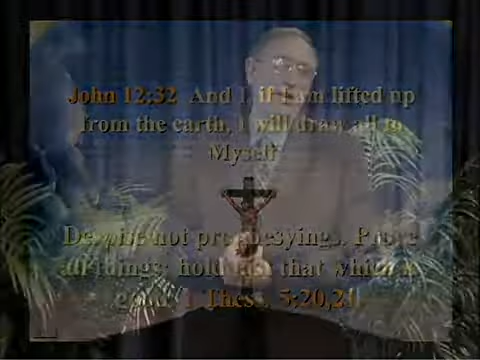 John 12:32 And I, if I am lifted up
from the earth, I will draw all to
Myself
Despise not prophesyings. Prove
all things; hold fast that which is
good. 1 Thess. 5:20,21.